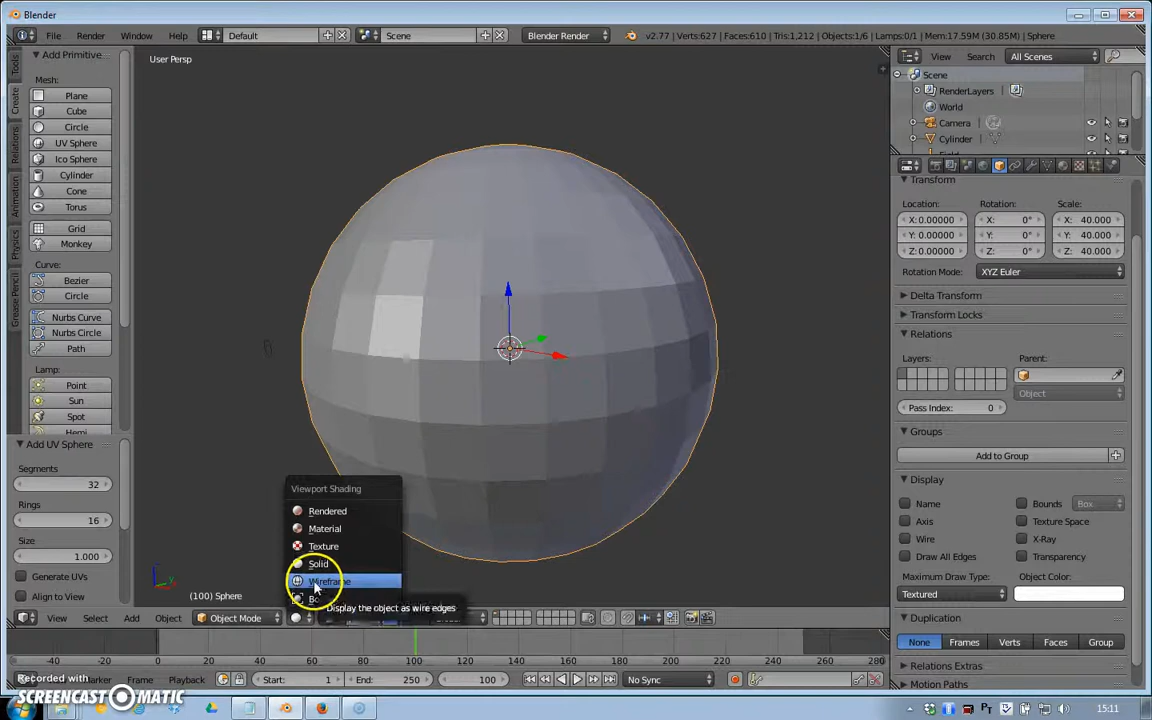 Blender
File Render Window Help Default Scene Blender Render v2.77 | Verts:627 | Faces:610 | Tris:1,212 | Objects:1/6 | Lamps:0/1 | Mem:17.59M (30.85M) | Sphere
Add Primitive
Mesh:
Plane
Cube
Circle
UV Sphere
Ico Sphere
Cylinder
Cone
Torus
Grid
Monkey
Curve:
Bezier
Circle
Nurbs Curve
Nurbs Circle
Path
Lamp:
Point
Sun
Spot
Hemi
Tools
Create
Relations
Animation
Physics
Grease Pencil
Add UV Sphere
Segments
32
Rings
16
Size
1.000
Generate UVs
Align to View
User Persp
Viewport Shading
Rendered
Material
Texture
Solid
Wireframe
Bo
Display the object as wire edges
(100) Sphere
View Select Add Object Object Mode
View Search All Scenes
Scene
RenderLayers
World
Camera
Cylinder
Transform
Location: Rotation: Scale:
X: 0.00000 X: 0° X: 40.000
Y: 0.00000 Y: 0° Y: 40.000
Z: 0.00000 Z: 0° Z: 40.000
Rotation Mode: XYZ Euler
Delta Transform
Transform Locks
Relations
Layers: Parent:
Object
Pass Index: 0
Groups
Add to Group
Display
Name Bounds Box
Axis Texture Space
Wire X-Ray
Draw All Edges Transparency
Maximum Draw Type: Object Color:
Textured
Duplication
None Frames Verts Faces Group
Relations Extras
Motion Paths
-40 -20 0 20 40 60 80 100 120 140 160 180 200 220 240 260 280
Marker Frame Playback Start: 1 End: 250 100 No Sync
Recorded with
SCREENCAST-O-MATIC
PT 15:11